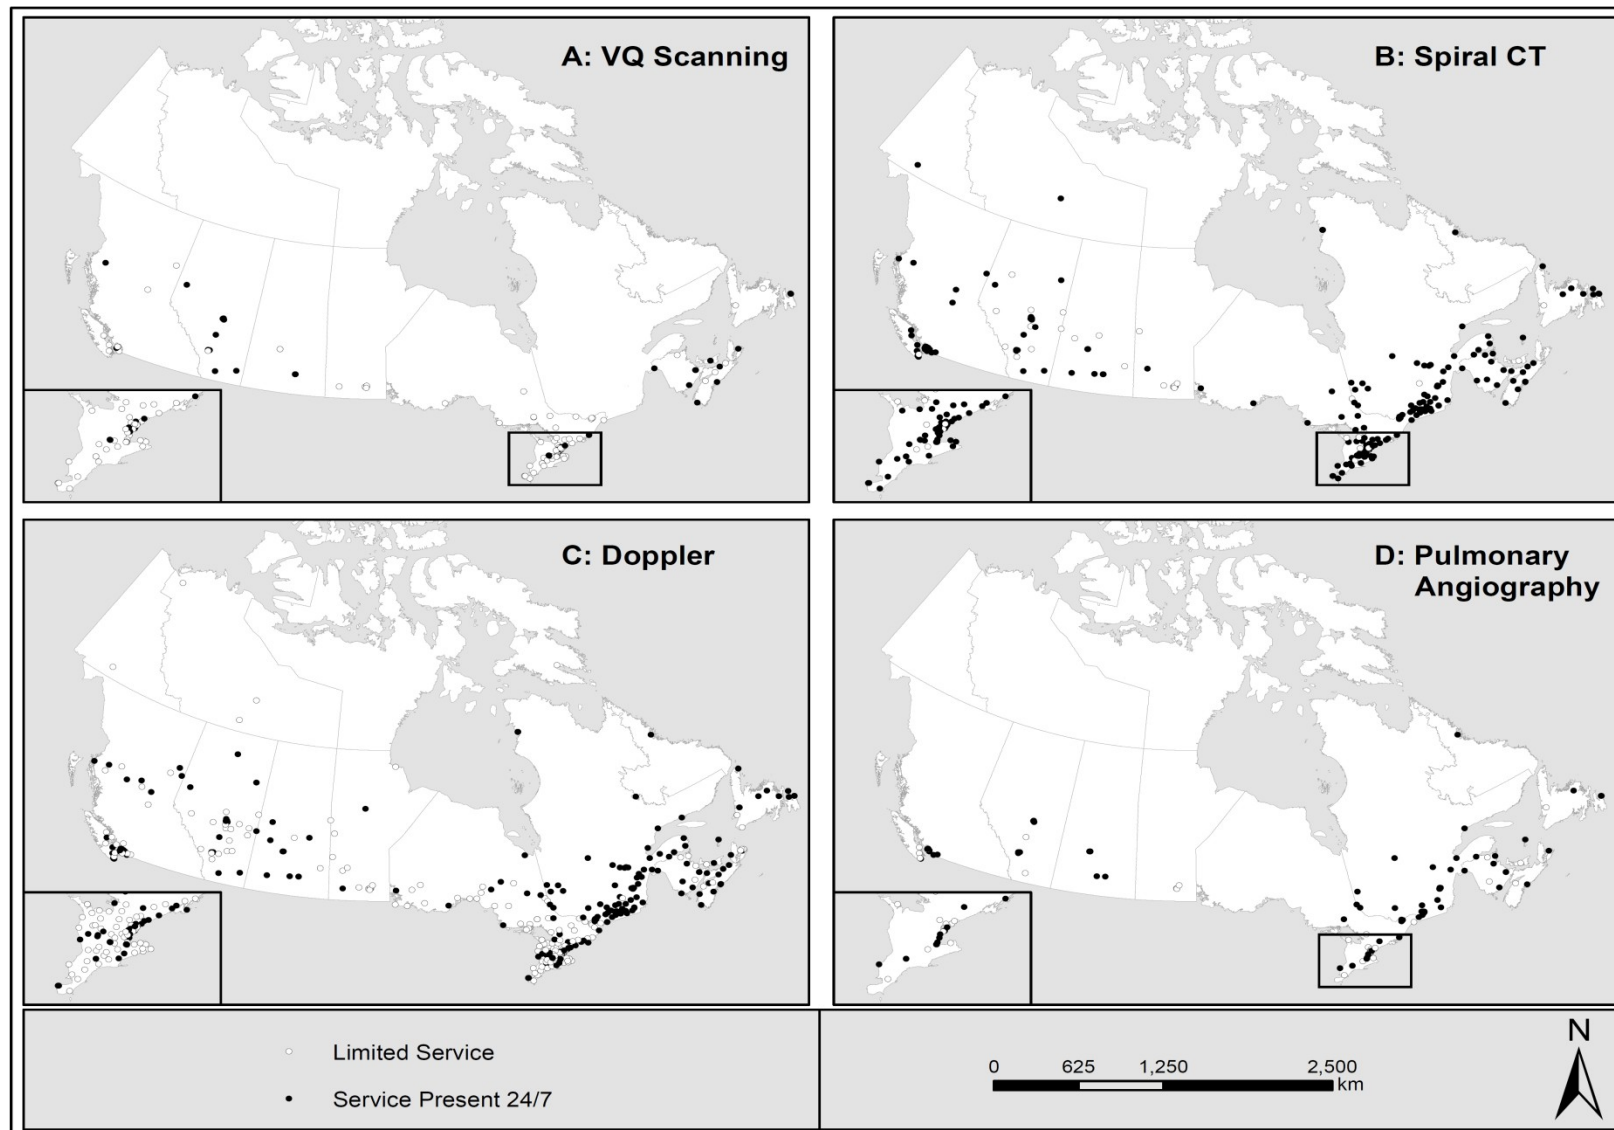 A: VQ Scanning
B: Spiral CT
C: Doppler
D: Pulmonary
Angiography
Limited Service
Service Present 24/7
0 625 1,250 2,500
km
N